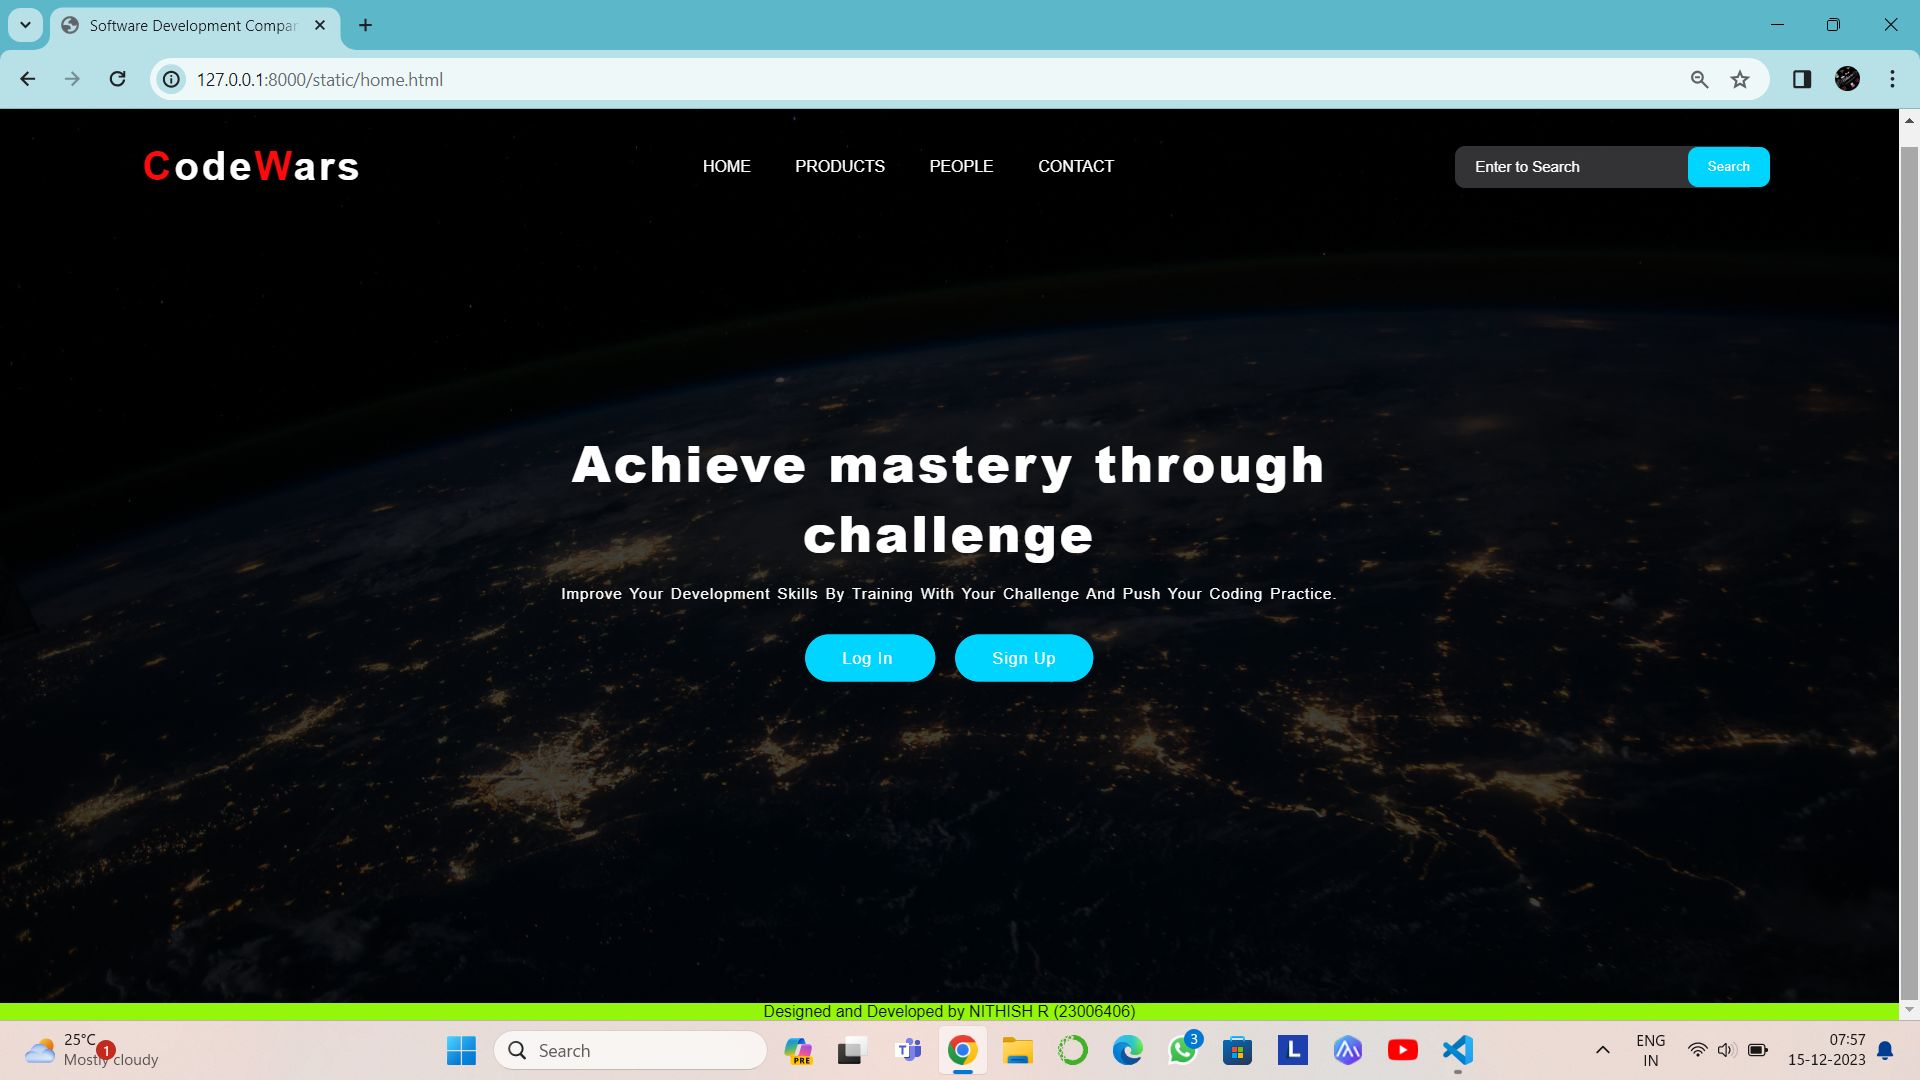 Software Development Compar
127.0.0.1:8000/static/home.html
CodeWars
HOME PRODUCTS PEOPLE CONTACT
Enter to Search
Search
Achieve mastery through
challenge
Improve Your Development Skills By Training With Your Challenge And Push Your Coding Practice.
Log In
Sign Up
Designed and Developed by NITHISH R (23006406)
25°C
Mostly cloudy
1
Search
PRE
T
3
L
ENG
IN
07:57
15-12-2023